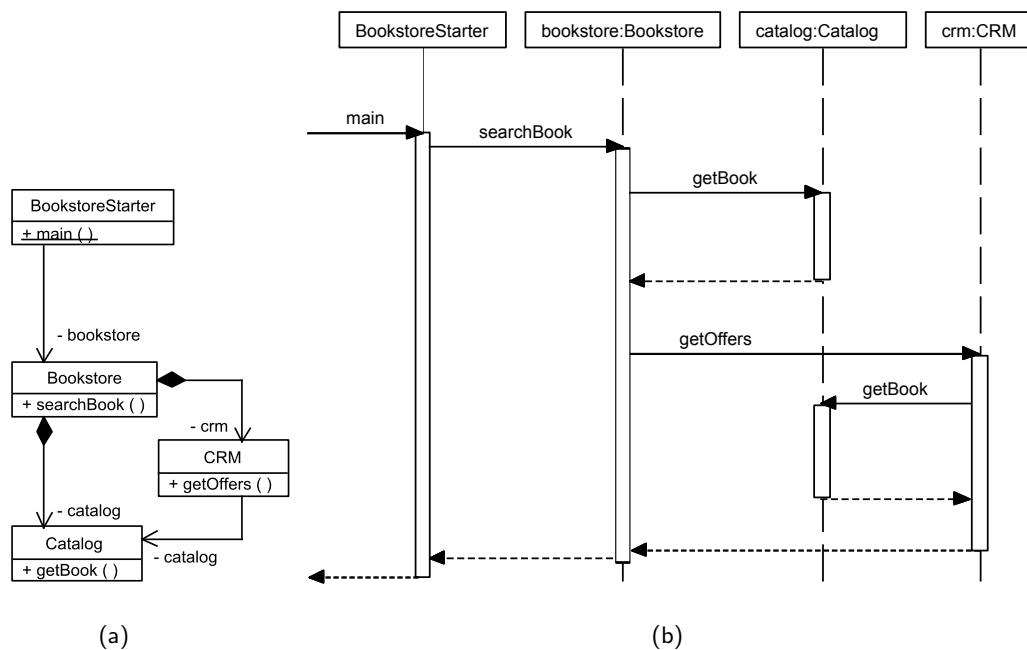 BookstoreStarter
+ main ( )
- bookstore
Bookstore
+ searchBook ( )
- crm
CRM
+ getOffers ( )
- catalog
Catalog
- catalog
+ getBook ( )
(a)
BookstoreStarter
bookstore:Bookstore
catalog:Catalog
crm:CRM
main
searchBook
getBook
getOffers
getBook
(b)